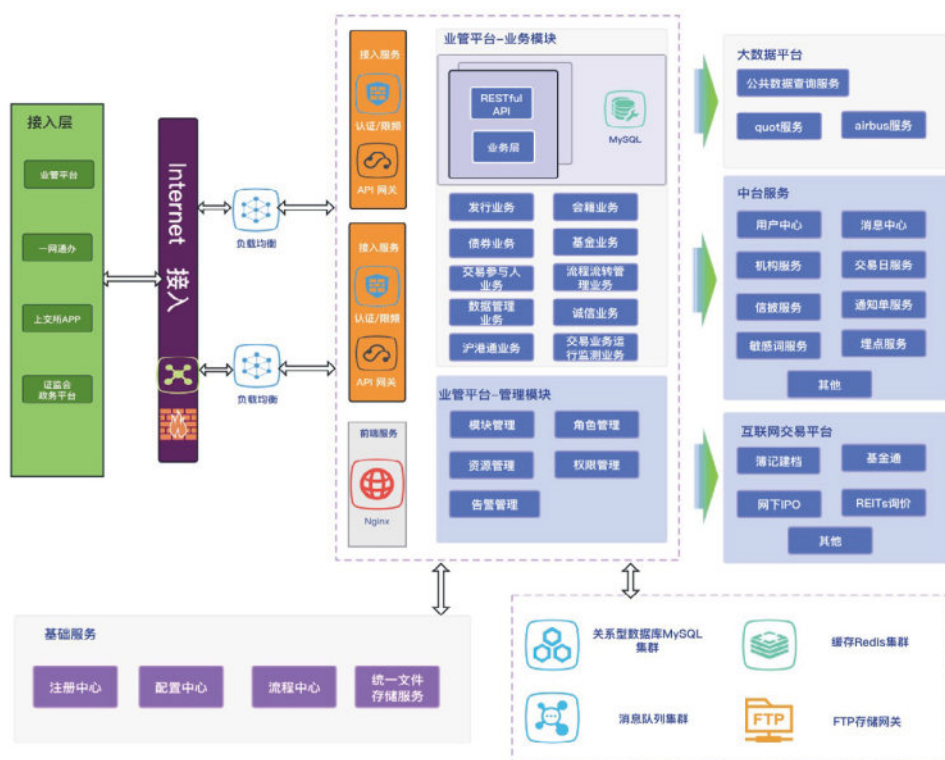 接入层
业管平台
一网通办
上交所APP
证监会
政务平台
Internet 接入
负载均衡
负载均衡
接入服务
认证/限频
API 网关
接入服务
认证/限频
API 网关
前端服务
Nginx
业管平台-业务模块
RESTful
API
业务层
MySQL
发行业务
会籍业务
债券业务
基金业务
交易参与人
业务
流程流转管
理业务
数据管理
业务
诚信业务
沪港通业务
交易业务运
行监测业务
业管平台-管理模块
模块管理
角色管理
资源管理
权限管理
告警管理
大数据平台
公共数据查询服务
quot服务
airbus服务
中台服务
用户中心
消息中心
机构服务
交易日服务
信披服务
通知单服务
敏感词服务
埋点服务
其他
互联网交易平台
簿记建档
基金通
网下IPO
REITs询价
其他
基础服务
注册中心
配置中心
流程中心
统一文件
存储服务
关系型数据库MySQL
集群
缓存Redis集群
消息队列集群
FTP
FTP存储网关